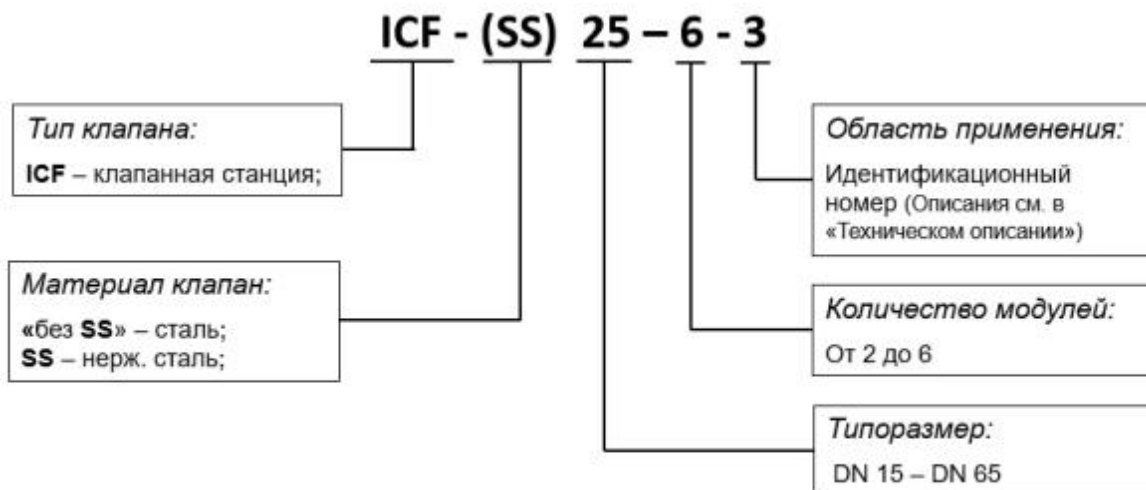 ICF - (SS) 25 – 6 - 3
Тип клапана:
ICF – клапанная станция;
Материал клапан:
«без SS» – сталь;
SS – нерж. сталь;
Область применения:
Идентификационный
номер (Описания см. в
«Техническом описании»)
Количество модулей:
От 2 до 6
Типоразмер:
DN 15 – DN 65